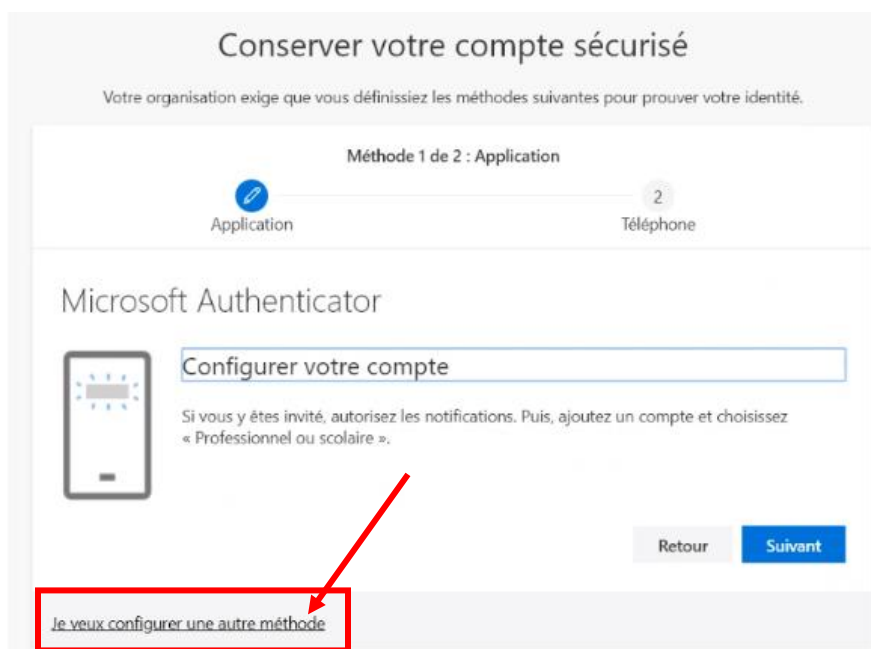 Conserver votre compte sécurisé
Votre organisation exige que vous définissiez les méthodes suivantes pour prouver votre identité.
Méthode 1 de 2 : Application
2
Application
Téléphone
Microsoft Authenticator
Configurer votre compte
Si vous y êtes invité, autorisez les notifications. Puis, ajoutez un compte et choisissez
« Professionnel ou scolaire ».
Retour
Suivant
Je veux configurer une autre méthode